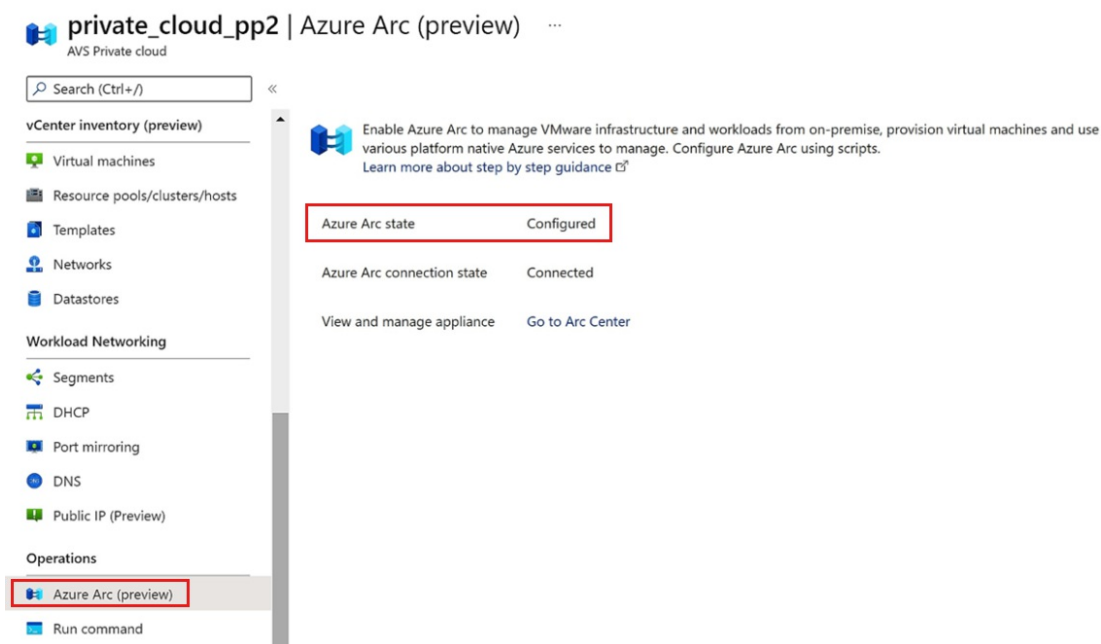 private_cloud_pp2 | Azure Arc (preview) ...
AVS Private cloud
Search (Ctrl+/) «
vCenter inventory (preview)
Virtual machines
Resource pools/clusters/hosts
Templates
Networks
Datastores
Workload Networking
Segments
DHCP
Port mirroring
DNS
Public IP (Preview)
Operations
Azure Arc (preview)
Run command
Enable Azure Arc to manage VMware infrastructure and workloads from on-premise, provision virtual machines and use
various platform native Azure services to manage. Configure Azure Arc using scripts.
Learn more about step by step guidance
Azure Arc state Configured
Azure Arc connection state Connected
View and manage appliance Go to Arc Center